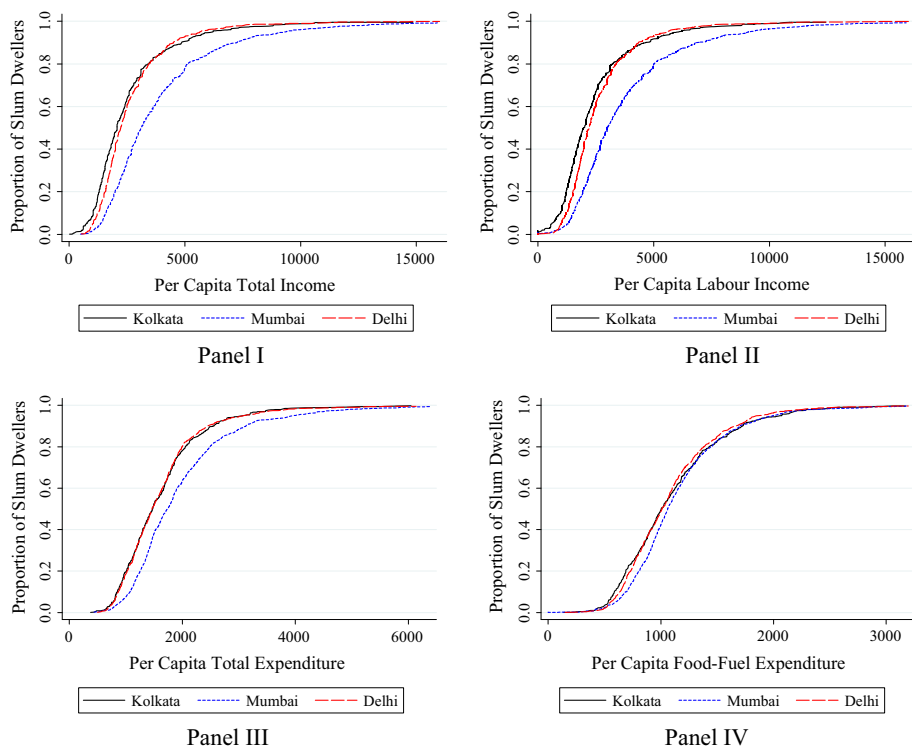 Proportion of Slum Dwellers
1.0
0.8
0.6
0.4
0.2
0.0
0 5000 10000 15000
Per Capita Total Income
Kolkata Mumbai Delhi
Panel I
Proportion of Slum Dwellers
1.0
0.8
0.6
0.4
0.2
0.0
0 5000 10000 15000
Per Capita Labour Income
Kolkata Mumbai Delhi
Panel II
Proportion of Slum Dwellers
1.0
0.8
0.6
0.4
0.2
0.0
0 2000 4000 6000
Per Capita Total Expenditure
Kolkata Mumbai Delhi
Panel III
Proportion of Slum Dwellers
1.0
0.8
0.6
0.4
0.2
0.0
0 1000 2000 3000
Per Capita Food-Fuel Expenditure
Kolkata Mumbai Delhi
Panel IV